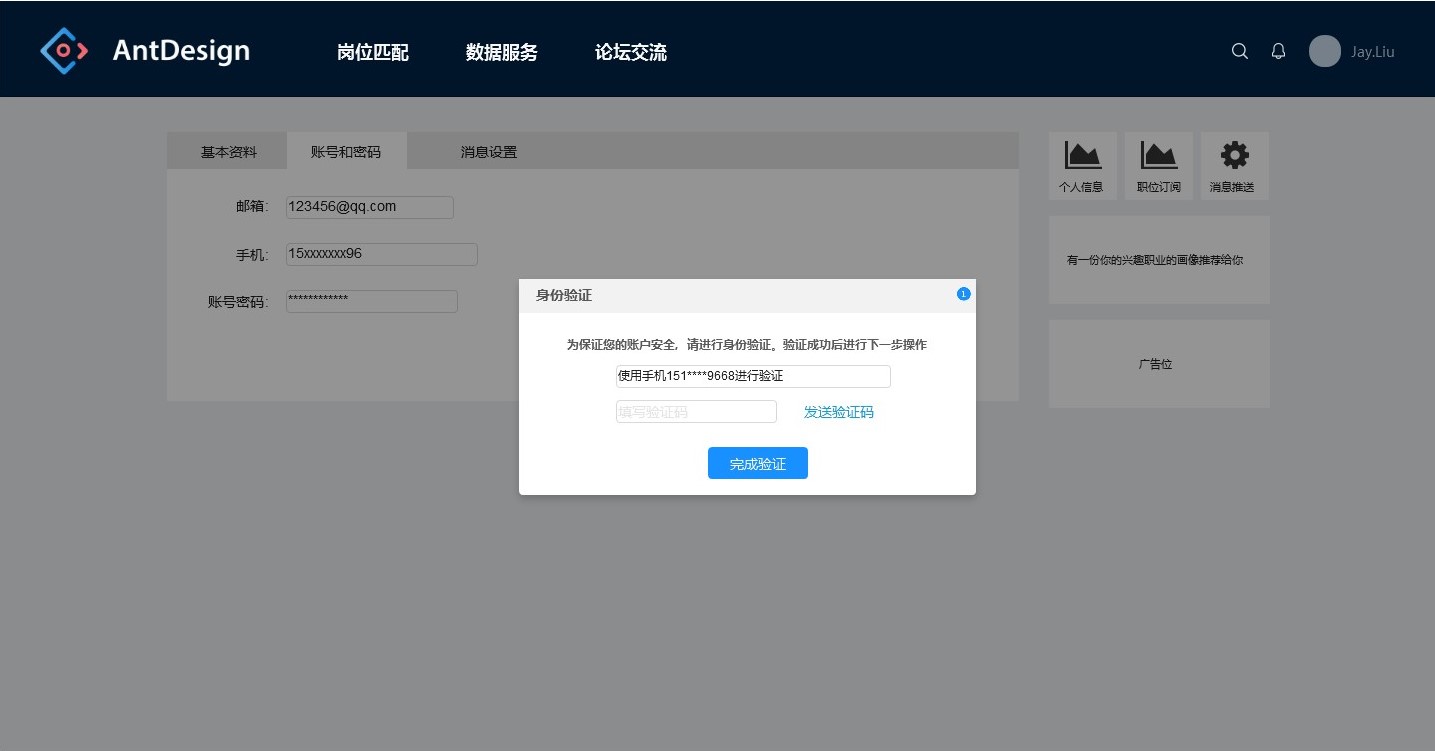 AntDesign 岗位匹配 数据服务 论坛交流 Jay.Liu
基本资料 账号和密码 消息设置
个人信息 职位订阅 消息推送
邮箱: 123456@qq.com
手机: 15xxxxxxx96
账号密码: ************
有一份你的兴趣职业的画像推荐给你
广告位
身份验证 1
为保证您的账户安全, 请进行身份验证。验证成功后进行下一步操作
使用手机151****9668进行验证
填写验证码 发送验证码
完成验证